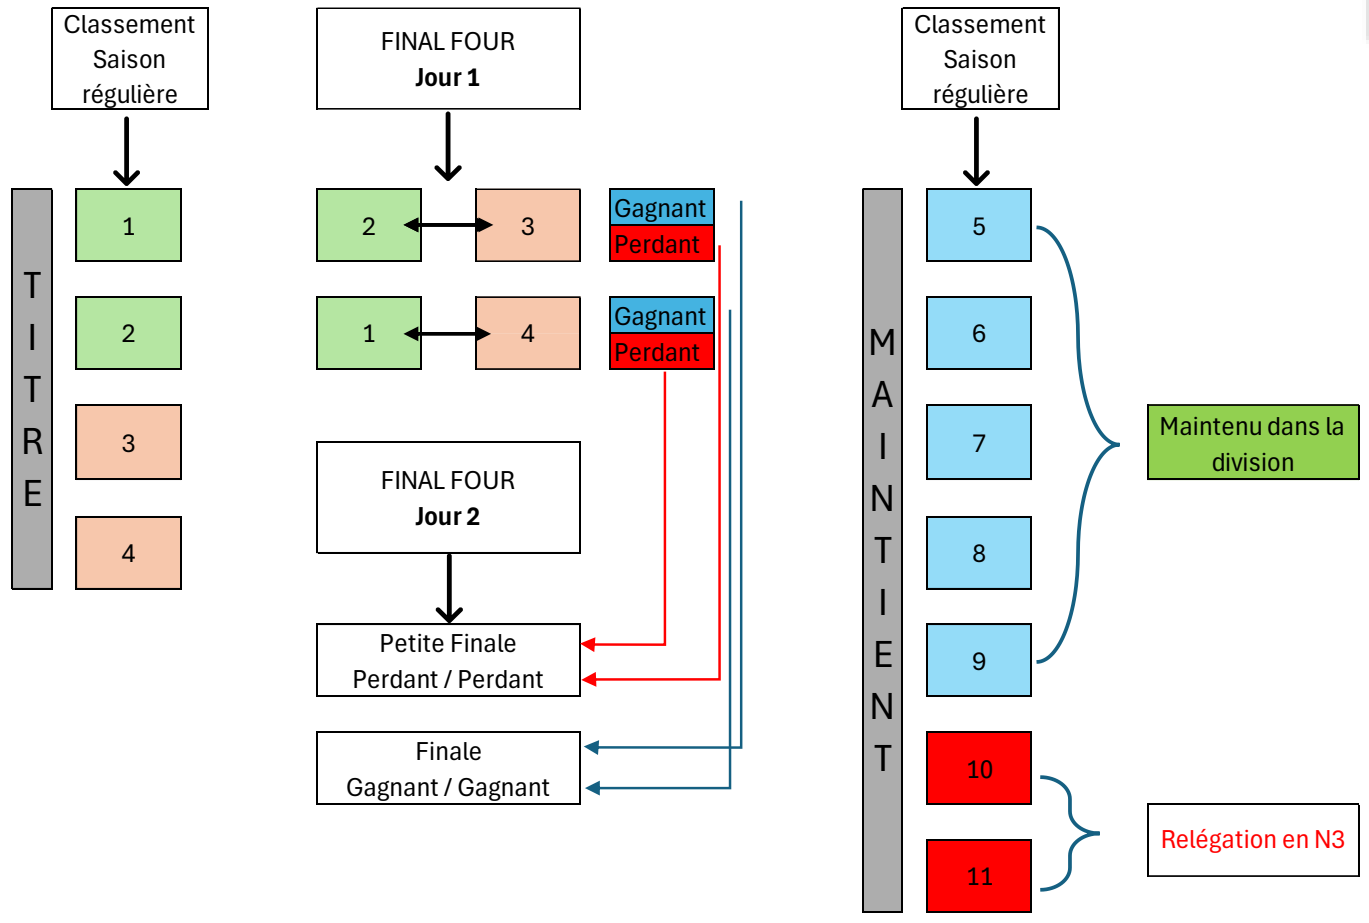 Classement
Saison
régulière
TITRE
1
2
3
4
FINAL FOUR
Jour 1
2
3
Gagnant
Perdant
1
4
Gagnant
Perdant
FINAL FOUR
Jour 2
Petite Finale
Perdant / Perdant
Finale
Gagnant / Gagnant
Classement
Saison
régulière
MAINTIENT
5
6
7
8
9
10
11
Maintenu dans la
division
Relégation en N3